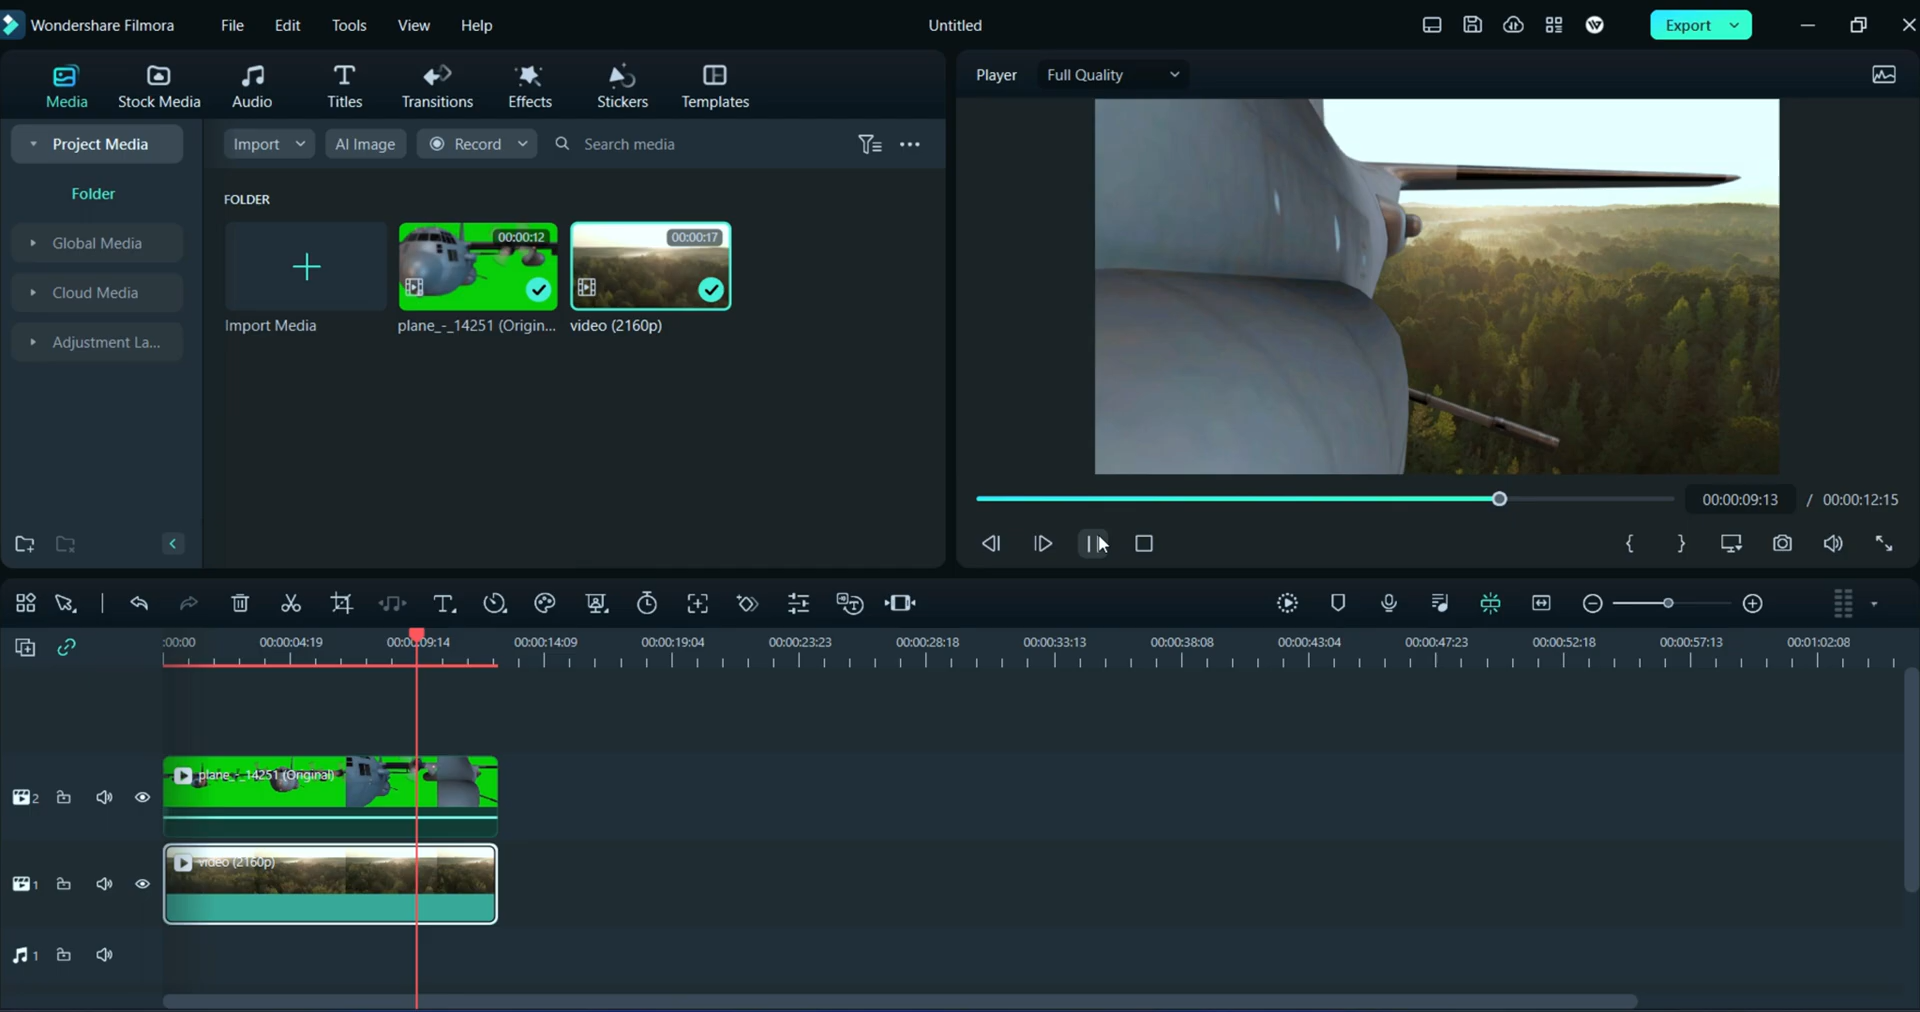 Wondershare Filmora File Edit Tools View Help Untitled Export
Media Stock Media Audio Titles Transitions Effects Stickers Templates
Player Full Quality
Project Media
Import AI Image Record Search media
Folder
Global Media
Cloud Media
Adjustment La...
FOLDER
00:00:12 00:00:17
Import Media plane_-_14251 (Origin... video (2160p)
00:00:09:13 / 00:00:12:15
:00:00 00:00:04:19 00:00:09:14 00:00:14:09 00:00:19:04 00:00:23:23 00:00:28:18 00:00:33:13 00:00:38:08 00:00:43:04 00:00:47:23 00:00:52:18 00:00:57:13 00:01:02:08
2 plane_-_14251 (Original)
1 video (2160p)
1